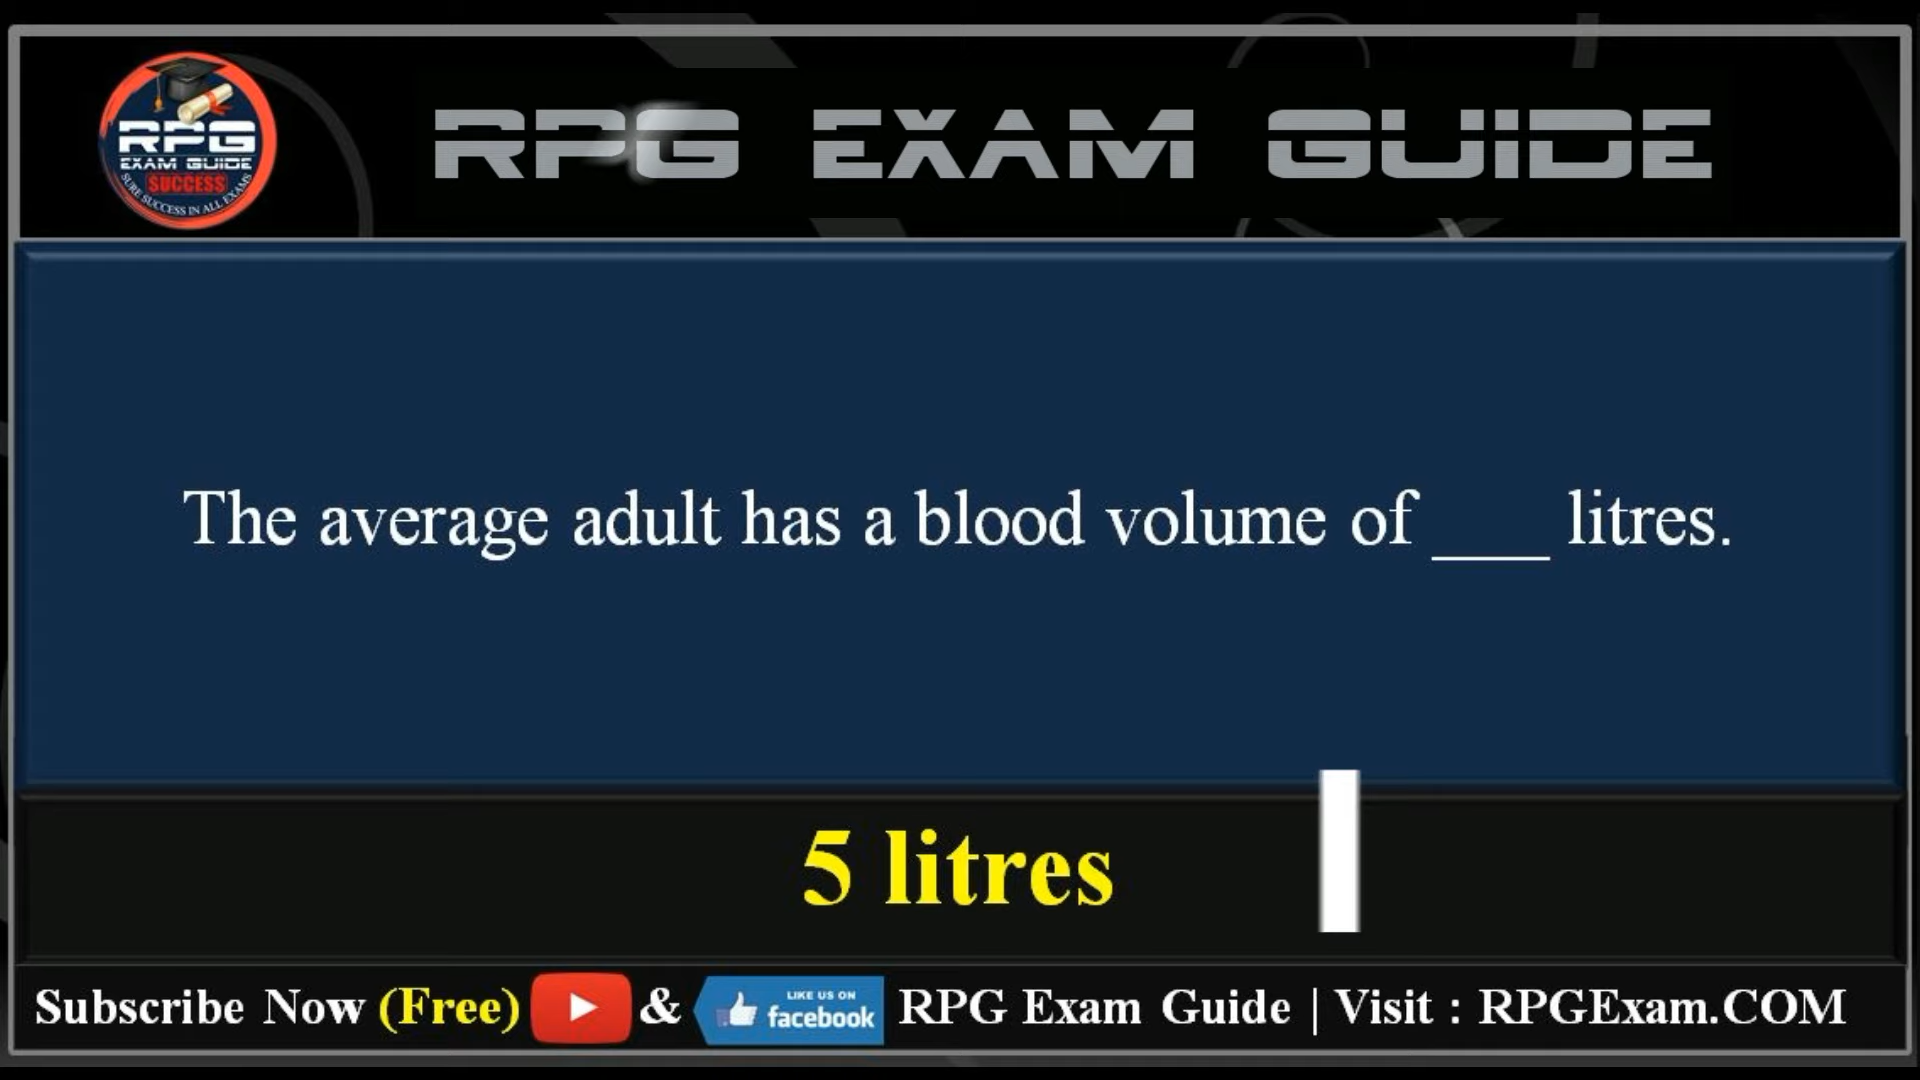 RPG
EXAM GUIDE
SUCCESS
SURE SUCCESS IN ALL EXAMS
RPG EXAM GUIDE
The average adult has a blood volume of ___ litres.
5 litres
Subscribe Now (Free) & LIKE US ON facebook RPG Exam Guide | Visit : RPGExam.COM